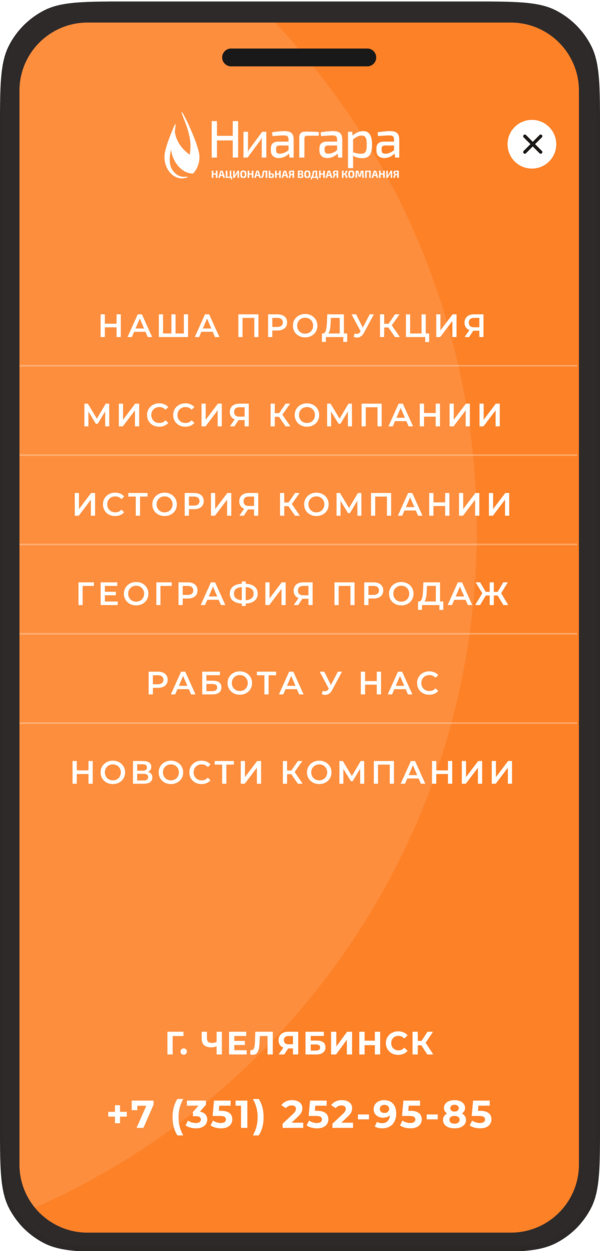 Ниагара
НАЦИОНАЛЬНАЯ ВОДНАЯ КОМПАНИЯ
НАША ПРОДУКЦИЯ
МИССИЯ КОМПАНИИ
ИСТОРИЯ КОМПАНИИ
ГЕОГРАФИЯ ПРОДАЖ
РАБОТА У НАС
НОВОСТИ КОМПАНИИ
Г. ЧЕЛЯБИНСК
+7 (351) 252-95-85